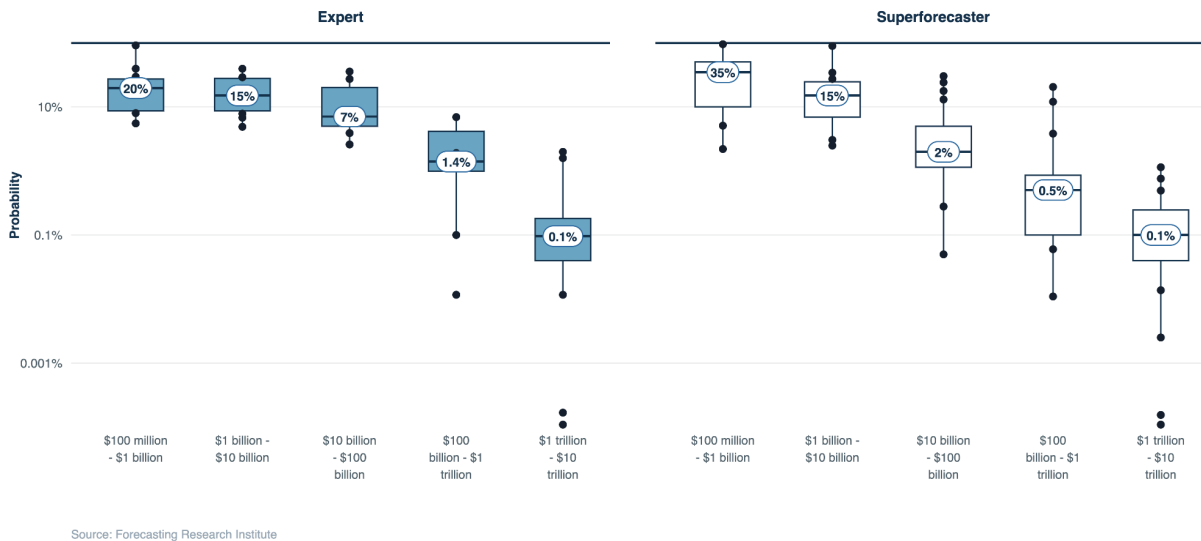 Expert
Superforecaster
Probability
10%
0.1%
0.001%
20%
15%
7%
1.4%
0.1%
35%
15%
2%
0.5%
0.1%
$100 million
- $1 billion
$1 billion -
$10 billion
$10 billion
- $100
billion
$100
billion - $1
trillion
$1 trillion
- $10
trillion
$100 million
- $1 billion
$1 billion -
$10 billion
$10 billion
- $100
billion
$100
billion - $1
trillion
$1 trillion
- $10
trillion
Source: Forecasting Research Institute